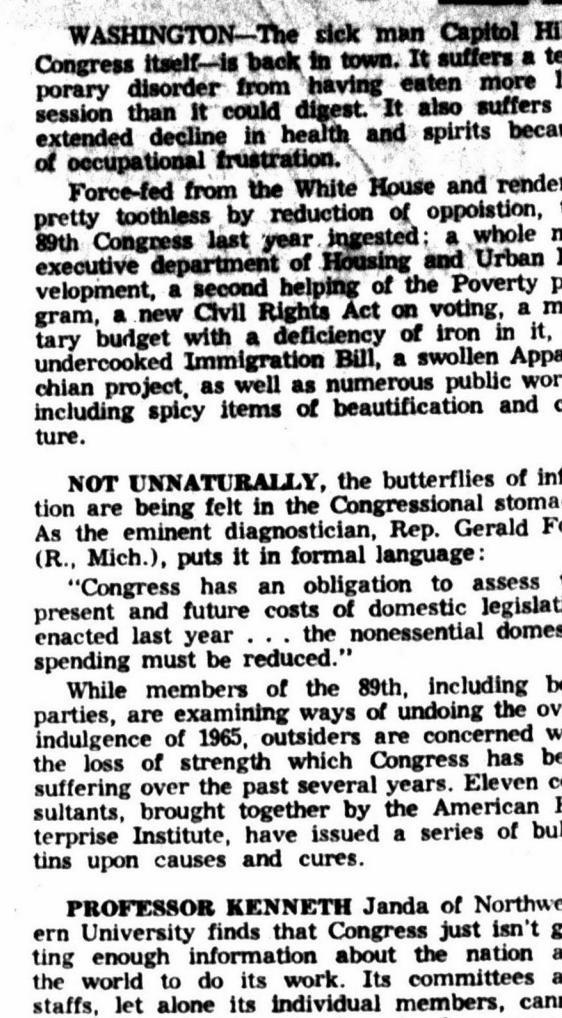 WASHINGTON—The sick man Capitol Hi
Congress itself—is back in town. It suffers a te
porary disorder from having eaten more l
session than it could digest. It also suffers
extended decline in health and spirits becau
of occupational frustration.
Force-fed from the White House and render
pretty toothless by reduction of oppoistion,
89th Congress last year ingested: a whole n
executive department of Housing and Urban
velopment, a second helping of the Poverty p
gram, a new Civil Rights Act on voting, a m
tary budget with a deficiency of iron in it,
undercooked Immigration Bill, a swollen Appa
chian project, as well as numerous public wor
including spicy items of beautification and c
ture.
NOT UNNATURALLY, the butterflies of inf
tion are being felt in the Congressional stoma
As the eminent diagnostician, Rep. Gerald Fo
(R., Mich.), puts it in formal language:
"Congress has an obligation to assess
present and future costs of domestic legislati
enacted last year . . . the nonessential domes
spending must be reduced."
While members of the 89th, including bo
parties, are examining ways of undoing the ov
indulgence of 1965, outsiders are concerned w
the loss of strength which Congress has be
suffering over the past several years. Eleven co
sultants, brought together by the American
terprise Institute, have issued a series of bul
tins upon causes and cures.
PROFESSOR KENNETH Janda of Northwe
ern University finds that Congress just isn't g
ting enough information about the nation a
the world to do its work. Its committees a
staffs, let alone its individual members, cann